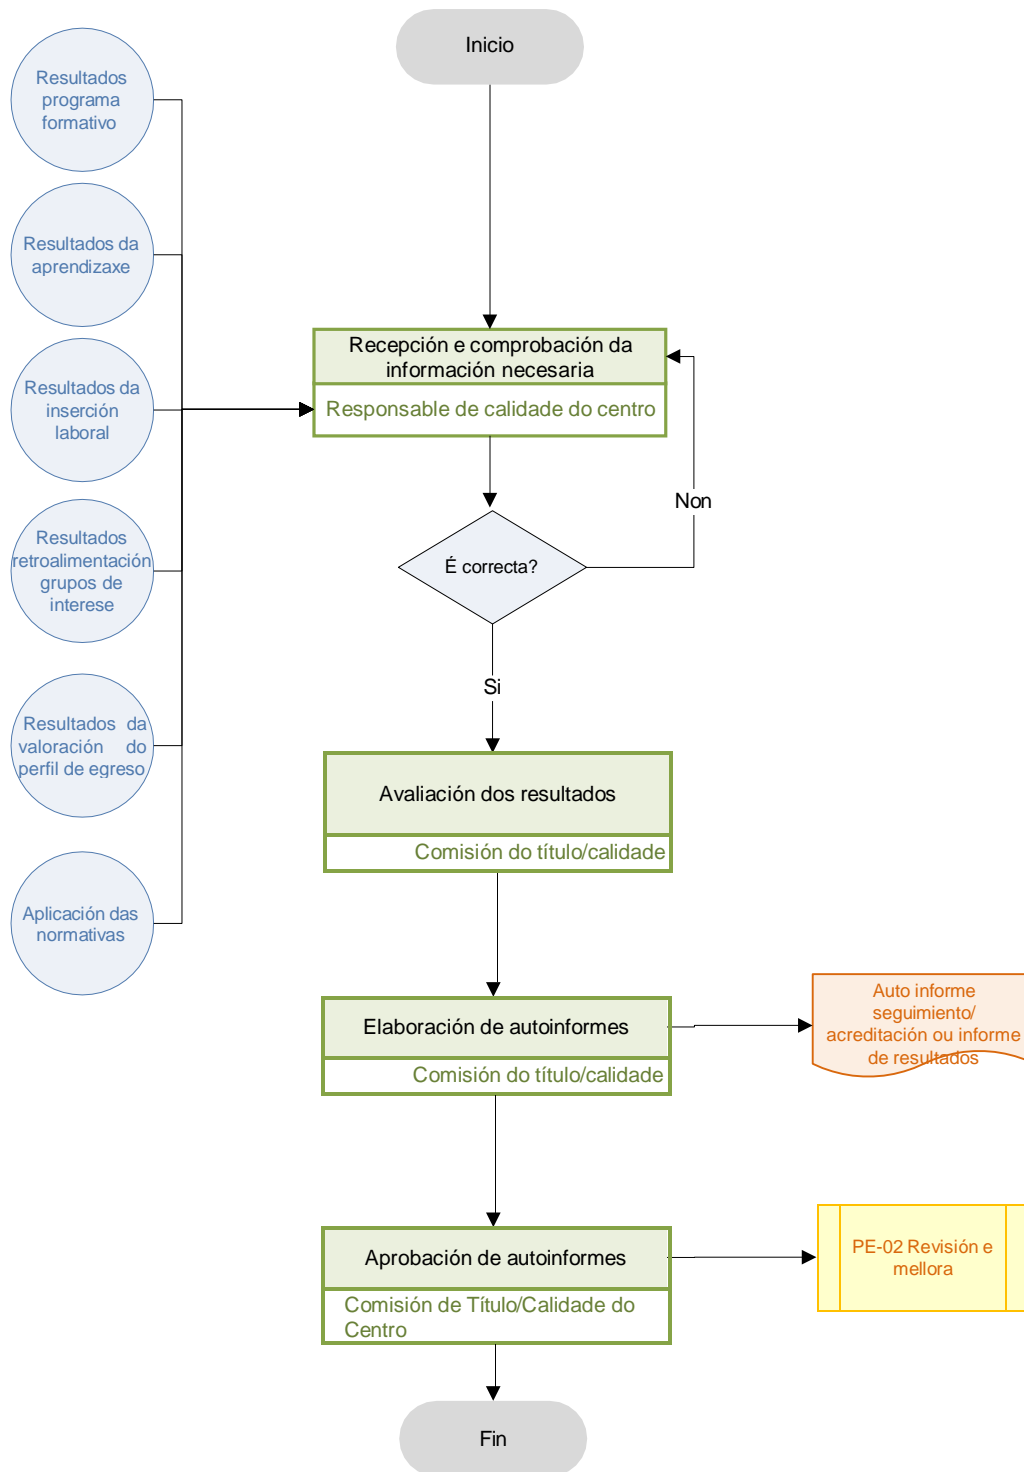 Inicio
Resultados
programa
formativo
Resultados da
aprendizaxe
Resultados da
inserción
laboral
Resultados
retroalimentación
grupos de
interese
Resultados da
valoración do
perfil de egreso
Aplicación das
normativas
Recepción e comprobación da
información necesaria
Responsable de calidade do centro
Non
É correcta?
Si
Avaliación dos resultados
Comisión do título/calidade
Elaboración de autoinformes
Comisión do título/calidade
Auto informe
seguimiento/
acreditación ou informe
de resultados
Aprobación de autoinformes
Comisión de Título/Calidade do
Centro
PE-02 Revisión e
mellora
Fin